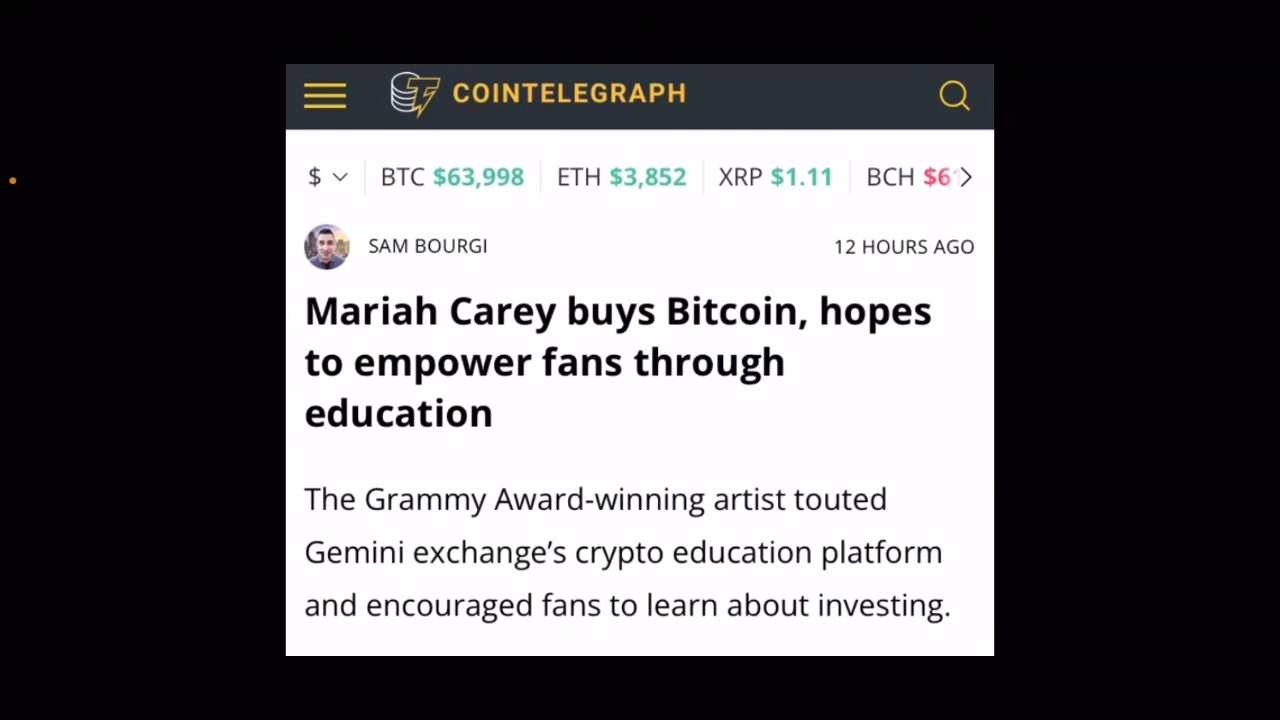 COINTELEGRAPH
$ BTC $63,998 ETH $3,852 XRP $1.11 BCH $6
SAM BOURGI 12 HOURS AGO
Mariah Carey buys Bitcoin, hopes
to empower fans through
education
The Grammy Award-winning artist touted
Gemini exchange’s crypto education platform
and encouraged fans to learn about investing.